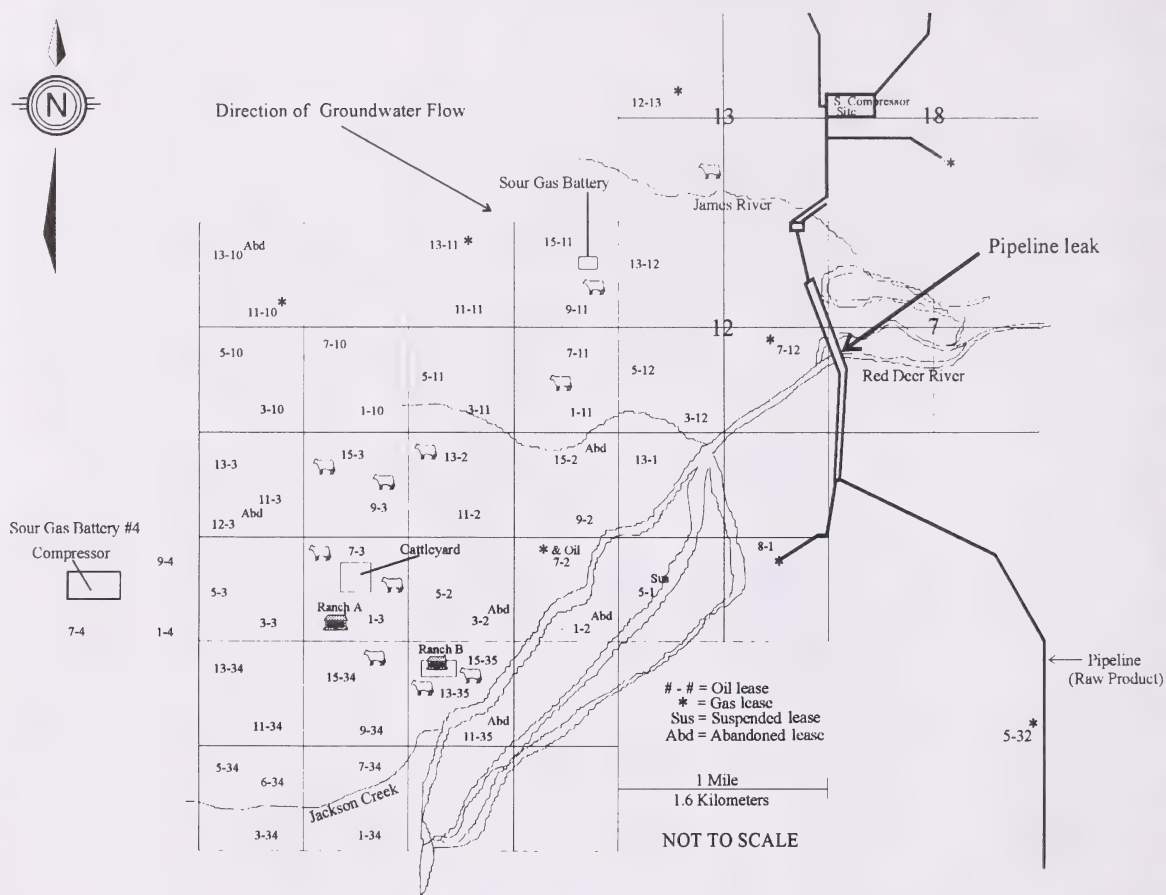 N
Direction of Groundwater Flow
12-13 *
13
S. Compressor
Site
18
*
Sour Gas Battery
James River
Pipeline leak
13-10 Abd
13-11 *
15-11
13-12
11-10 *
11-11
9-11
12
7
5-10
7-10
7-11
* 7-12
5-11
5-12
Red Deer River
3-10
1-10
3-11
1-11
3-12
13-3
15-3
13-2
15-2 Abd
13-1
11-3
9-3
11-2
9-2
12-3 Abd
Sour Gas Battery #4
Compressor
9-4
7-3
Cattleyard
* & Oil
7-2
8-1
*
5-3
5-2
Sus
5-1
Ranch A
7-4
1-4
3-3
1-3
3-2 Abd
1-2 Abd
Ranch B
13-34
15-34
15-35
13-35
Pipeline
(Raw Product)
# - # = Oil lease
* = Gas lease
Sus = Suspended lease
Abd = Abandoned lease
11-34
9-34
11-35 Abd
5-32 *
5-34
6-34
7-34
1 Mile
1.6 Kilometers
Jackson Creek
3-34
1-34
NOT TO SCALE